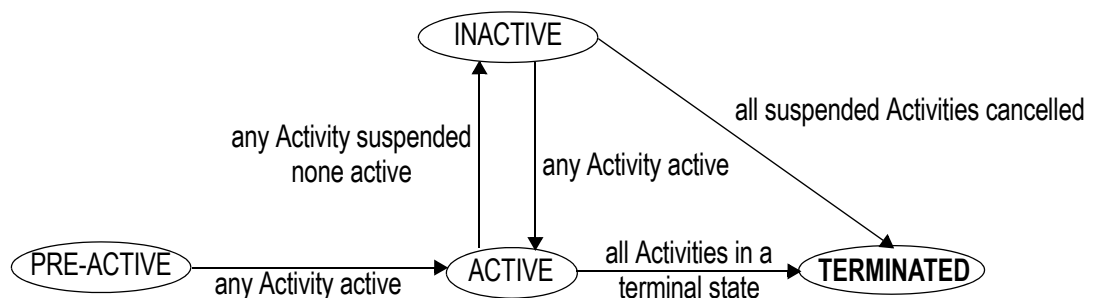 INACTIVE
all suspended Activities cancelled
any Activity suspended
none active
any Activity active
PRE-ACTIVE
any Activity active
ACTIVE
all Activities in a
terminal state
TERMINATED